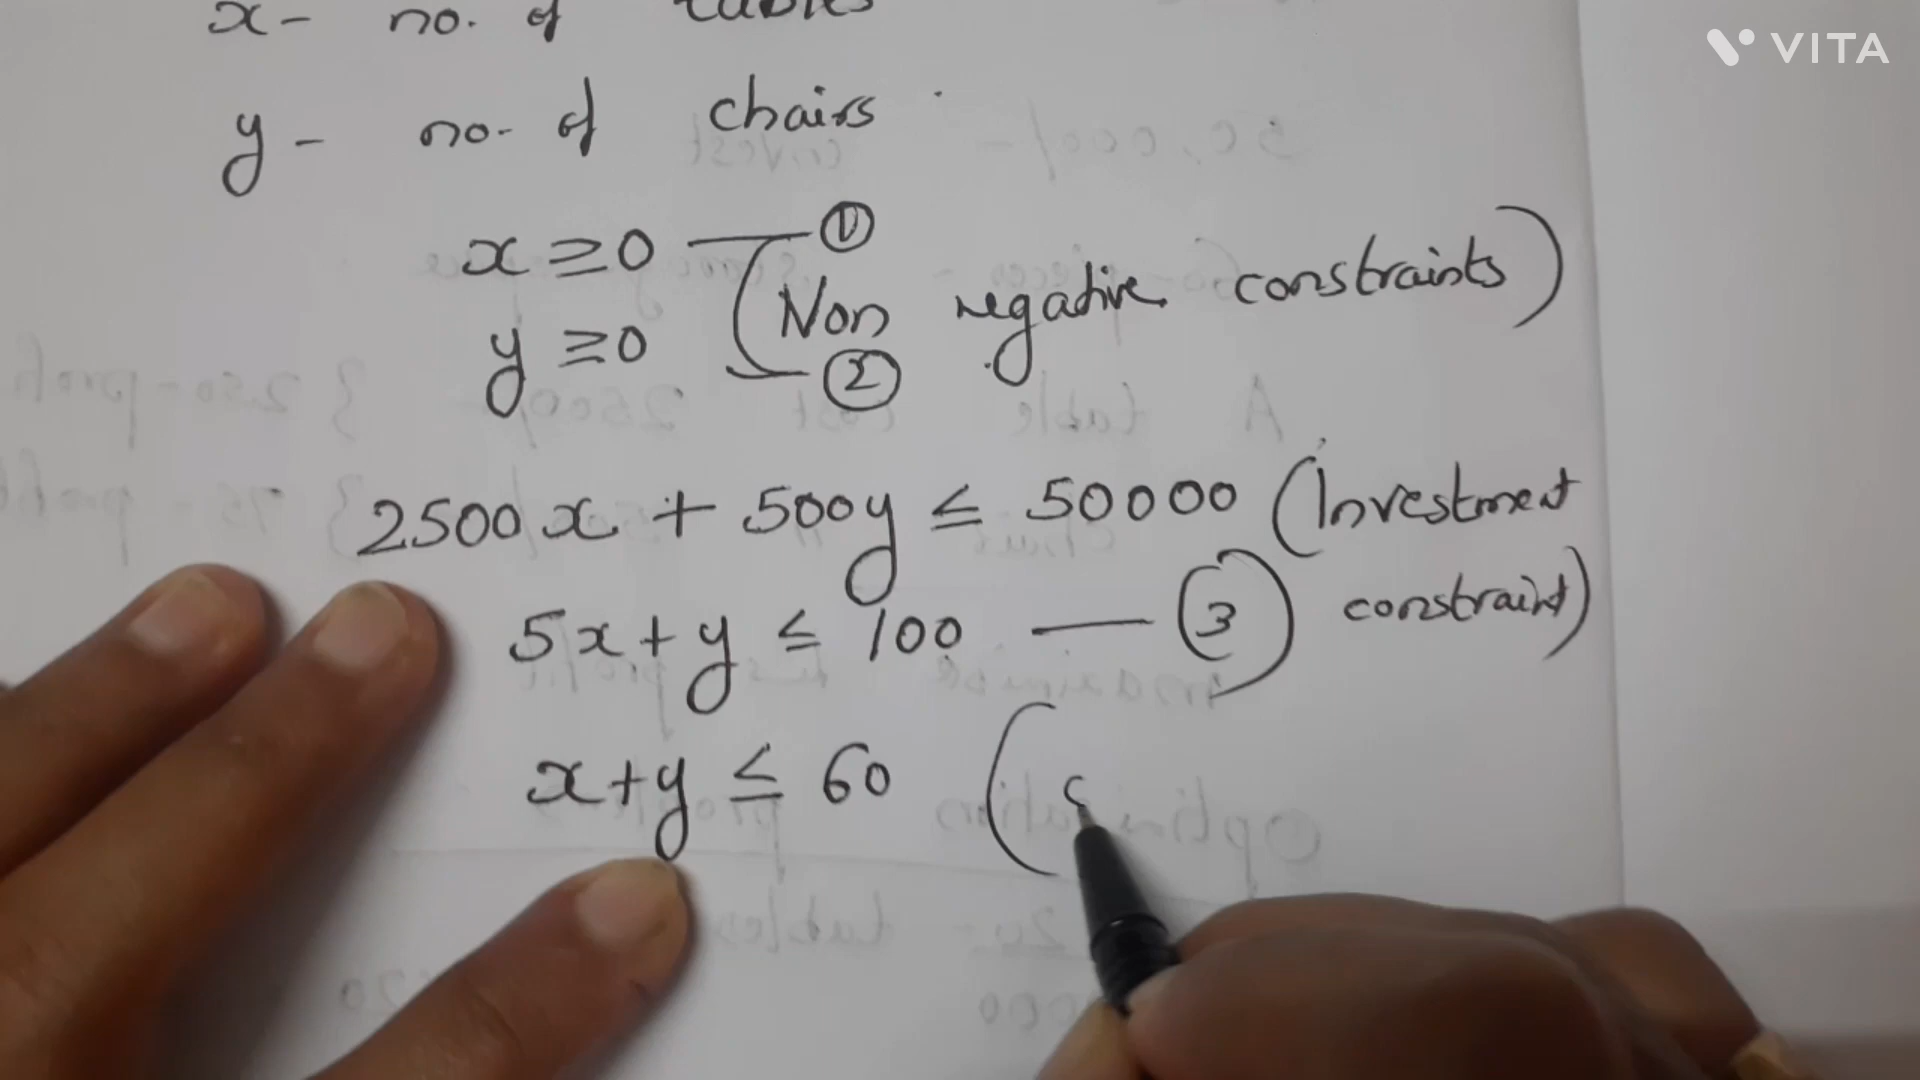 VITA
x - no. of tables
y - no. of chairs
x ≥ 0 — ①
(Non negative constraints)
y ≥ 0 — ②
2500x + 500y ≤ 50000 (Investment
5x + y ≤ 100 — ③ constraint)
x + y ≤ 60 (